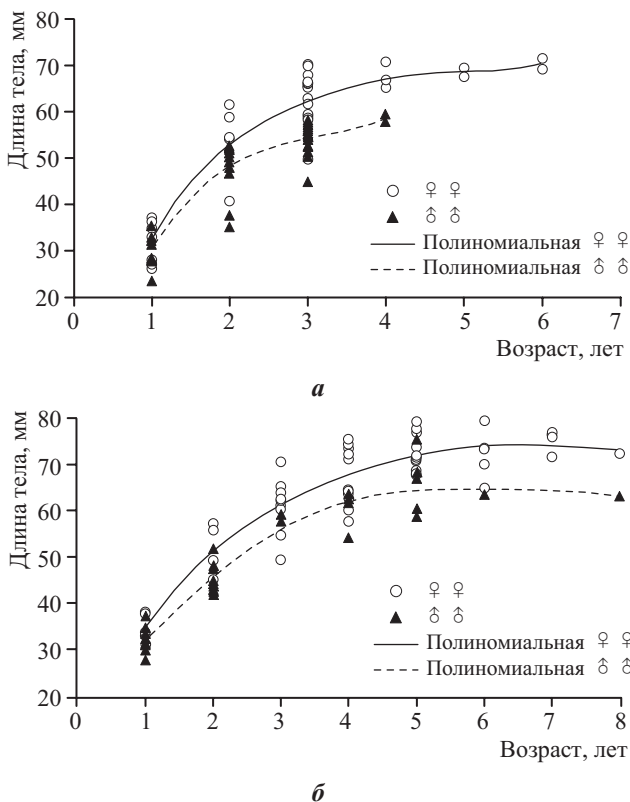 Длина тела, мм
80
70
60
50
40
30
20
♀ ♀
♂ ♂
Полиномиальная ♀ ♀
Полиномиальная ♂ ♂
0 1 2 3 4 5 6 7
Возраст, лет
а
Длина тела, мм
80
70
60
50
40
30
20
♀ ♀
♂ ♂
Полиномиальная ♀ ♀
Полиномиальная ♂ ♂
0 1 2 3 4 5 6 7 8
Возраст, лет
б